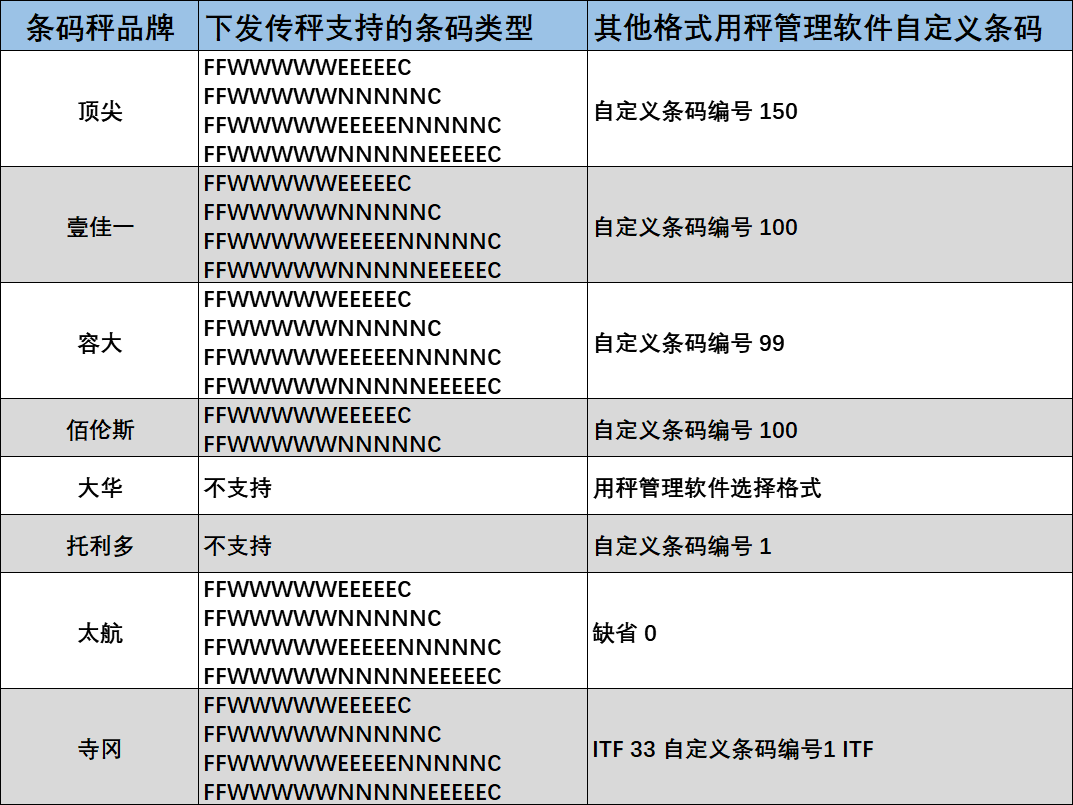 条码秤品牌 下发传秤支持的条码类型 其他格式用秤管理软件自定义条码
顶尖
FFWWWWWEEEEEC
FFWWWWWNNNNNC
FFWWWWWEEEEENNNNNC
FFWWWWWNNNNNEEEEEC
自定义条码编号 150
壹佳一
FFWWWWWEEEEEC
FFWWWWWNNNNNC
FFWWWWWEEEEENNNNNC
FFWWWWWNNNNNEEEEEC
自定义条码编号 100
容大
FFWWWWWEEEEEC
FFWWWWWNNNNNC
FFWWWWWEEEEENNNNNC
FFWWWWWNNNNNEEEEEC
自定义条码编号 99
佰伦斯
FFWWWWWEEEEEC
FFWWWWWNNNNNC
自定义条码编号 100
大华 不支持 用秤管理软件选择格式
托利多 不支持 自定义条码编号 1
太航
FFWWWWWEEEEEC
FFWWWWWNNNNNC
FFWWWWWEEEEENNNNNC
FFWWWWWNNNNNEEEEEC
缺省 0
寺冈
FFWWWWWEEEEEC
FFWWWWWNNNNNC
FFWWWWWEEEEENNNNNC
FFWWWWWNNNNNEEEEEC
ITF 33 自定义条码编号1 ITF